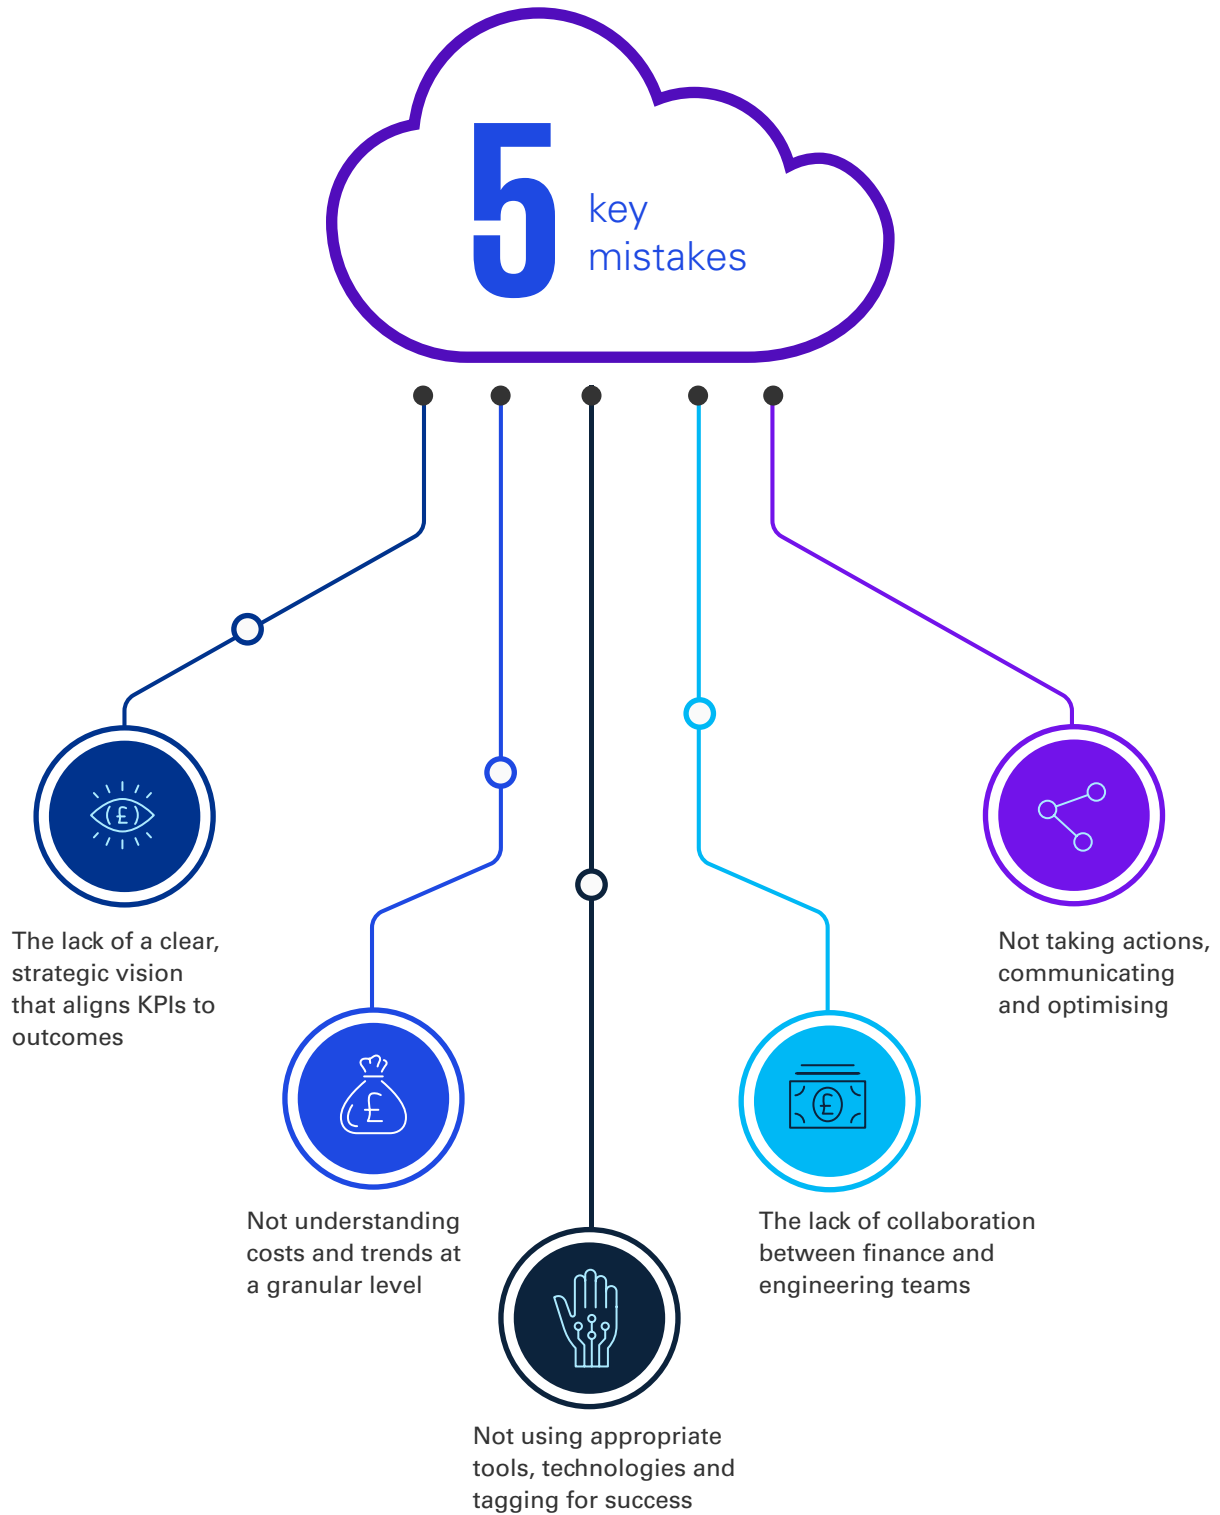 5
key
mistakes
The lack of a clear,
strategic vision
that aligns KPIs to
outcomes
(£)
Not understanding
costs and trends at
a granular level
£
Not using appropriate
tools, technologies and
tagging for success
The lack of collaboration
between finance and
engineering teams
£
Not taking actions,
communicating
and optimising